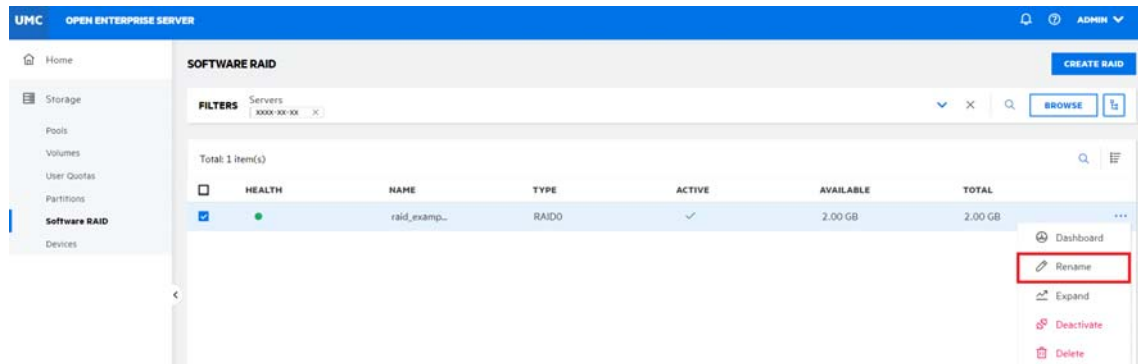 UMC OPEN ENTERPRISE SERVER ADMIN
Home
Storage
Pools
Volumes
User Quotas
Partitions
Software RAID
Devices
SOFTWARE RAID
CREATE RAID
FILTERS Servers
xxxx-xx-xx
BROWSE
Total: 1 item(s)
HEALTH NAME TYPE ACTIVE AVAILABLE TOTAL
raid_examp... RAID0 2.00 GB 2.00 GB
Dashboard
Rename
Expand
Deactivate
Delete